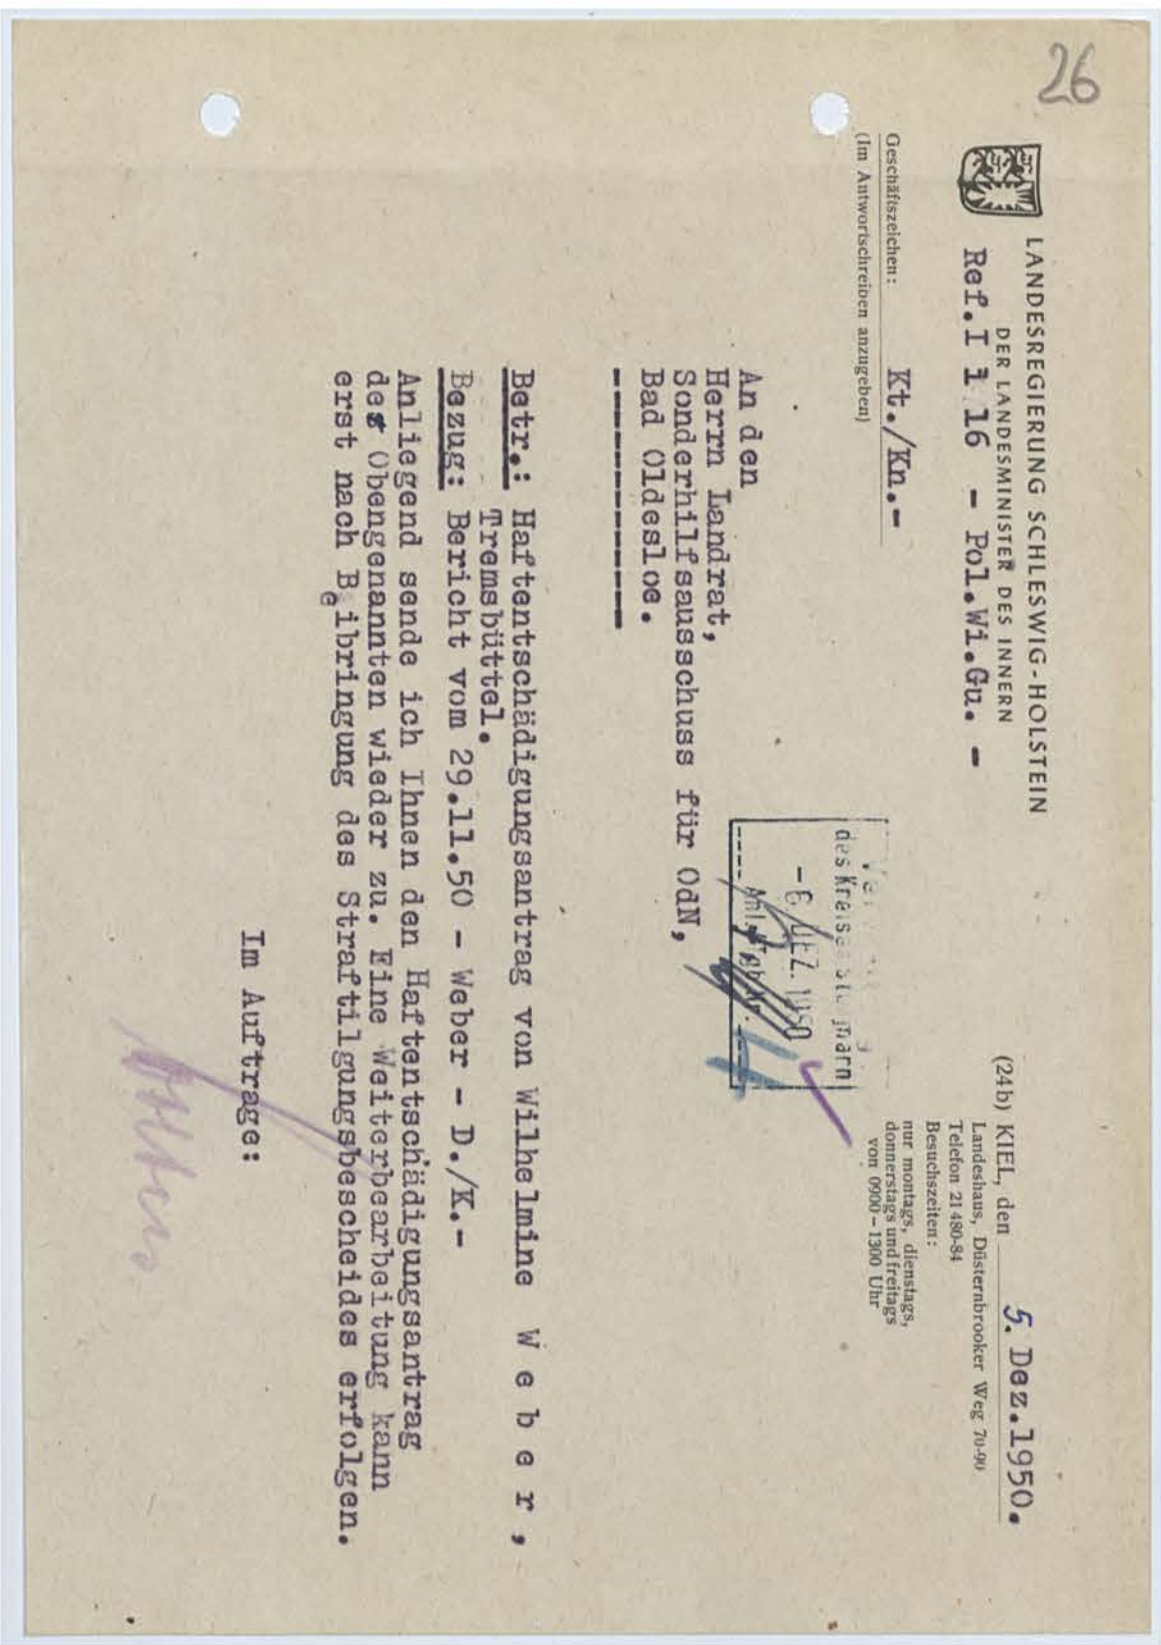 26
LANDESREGIERUNG SCHLESWIG-HOLSTEIN
DER LANDESMINISTER DES INNERN
Ref.I 1 16 - Pol.Wi.Gu. -
Geschäftszeichen: Kt./Kn.-
(Im Antwortschreiben anzugeben)
(24b) KIEL, den 5. Dez.1950.
Landeshaus, Düsternbrooker Weg 70-90
Telefon 21 480-84
Besuchszeiten:
nur montags, dienstags,
donnerstags und freitags
von 0900 – 1300 Uhr
des Kreises Stormarn
- 6. DEZ. 1950
Anl.
An den
Herrn Landrat,
Sonderhilfsausschuss für OdN,
Bad Oldesloe.
Betr.: Haftentschädigungsantrag von Wilhelmine W e b e r ,
Tremsbüttel.
Bezug: Bericht vom 29.11.50 - Weber - D./K.-
Anliegend sende ich Ihnen den Haftentschädigungsantrag
der Obengenannten wieder zu. Eine Weiterbearbeitung kann
erst nach Beibringung des Straftilgungsbescheides erfolgen.
Im Auftrage: